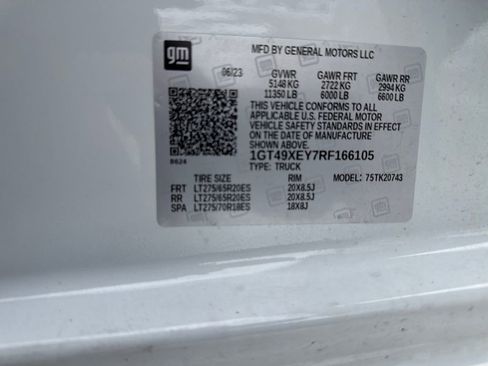 gm
MFD BY GENERAL MOTORS LLC
06/23 GVWR GAWR FRT GAWR RR
5148 KG 2722 KG 2994 KG
11350 LB 6000 LB 6600 LB
THIS VEHICLE CONFORMS TO ALL
APPLICABLE U.S. FEDERAL MOTOR
VEHICLE SAFETY STANDARDS
IN EFFECT ON THE DATE
OF MANUFACTURE
1GT49XEY7RF166105
TYPE: TRUCK MODEL: 75TK20743
TIRE SIZE RIM
FRT LT275/65R20ES 20X8.5J
RR LT275/65R20ES 20X8.5J
SPA LT275/70R18ES 18X8J